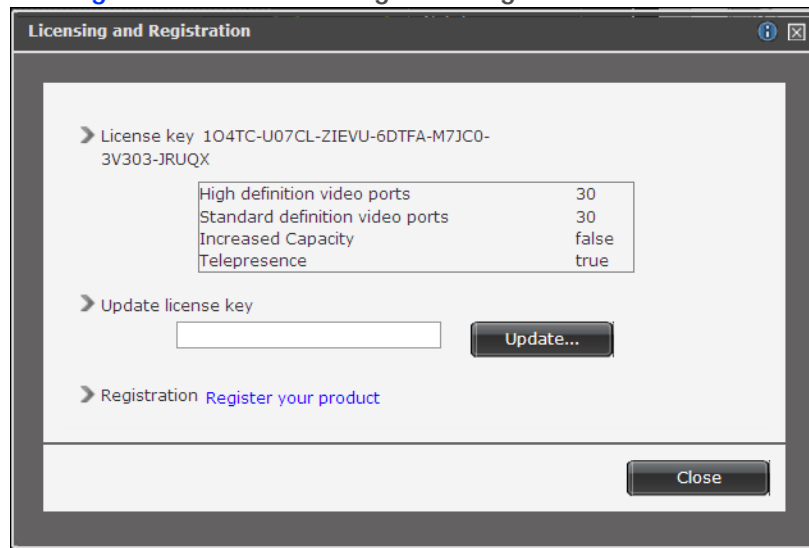 Licensing and Registration
License key 1O4TC-U07CL-ZIEVU-6DTFA-M7JC0-
3V303-JRUQX
High definition video ports 30
Standard definition video ports 30
Increased Capacity false
Telepresence true
Update license key
Update...
Registration Register your product
Close